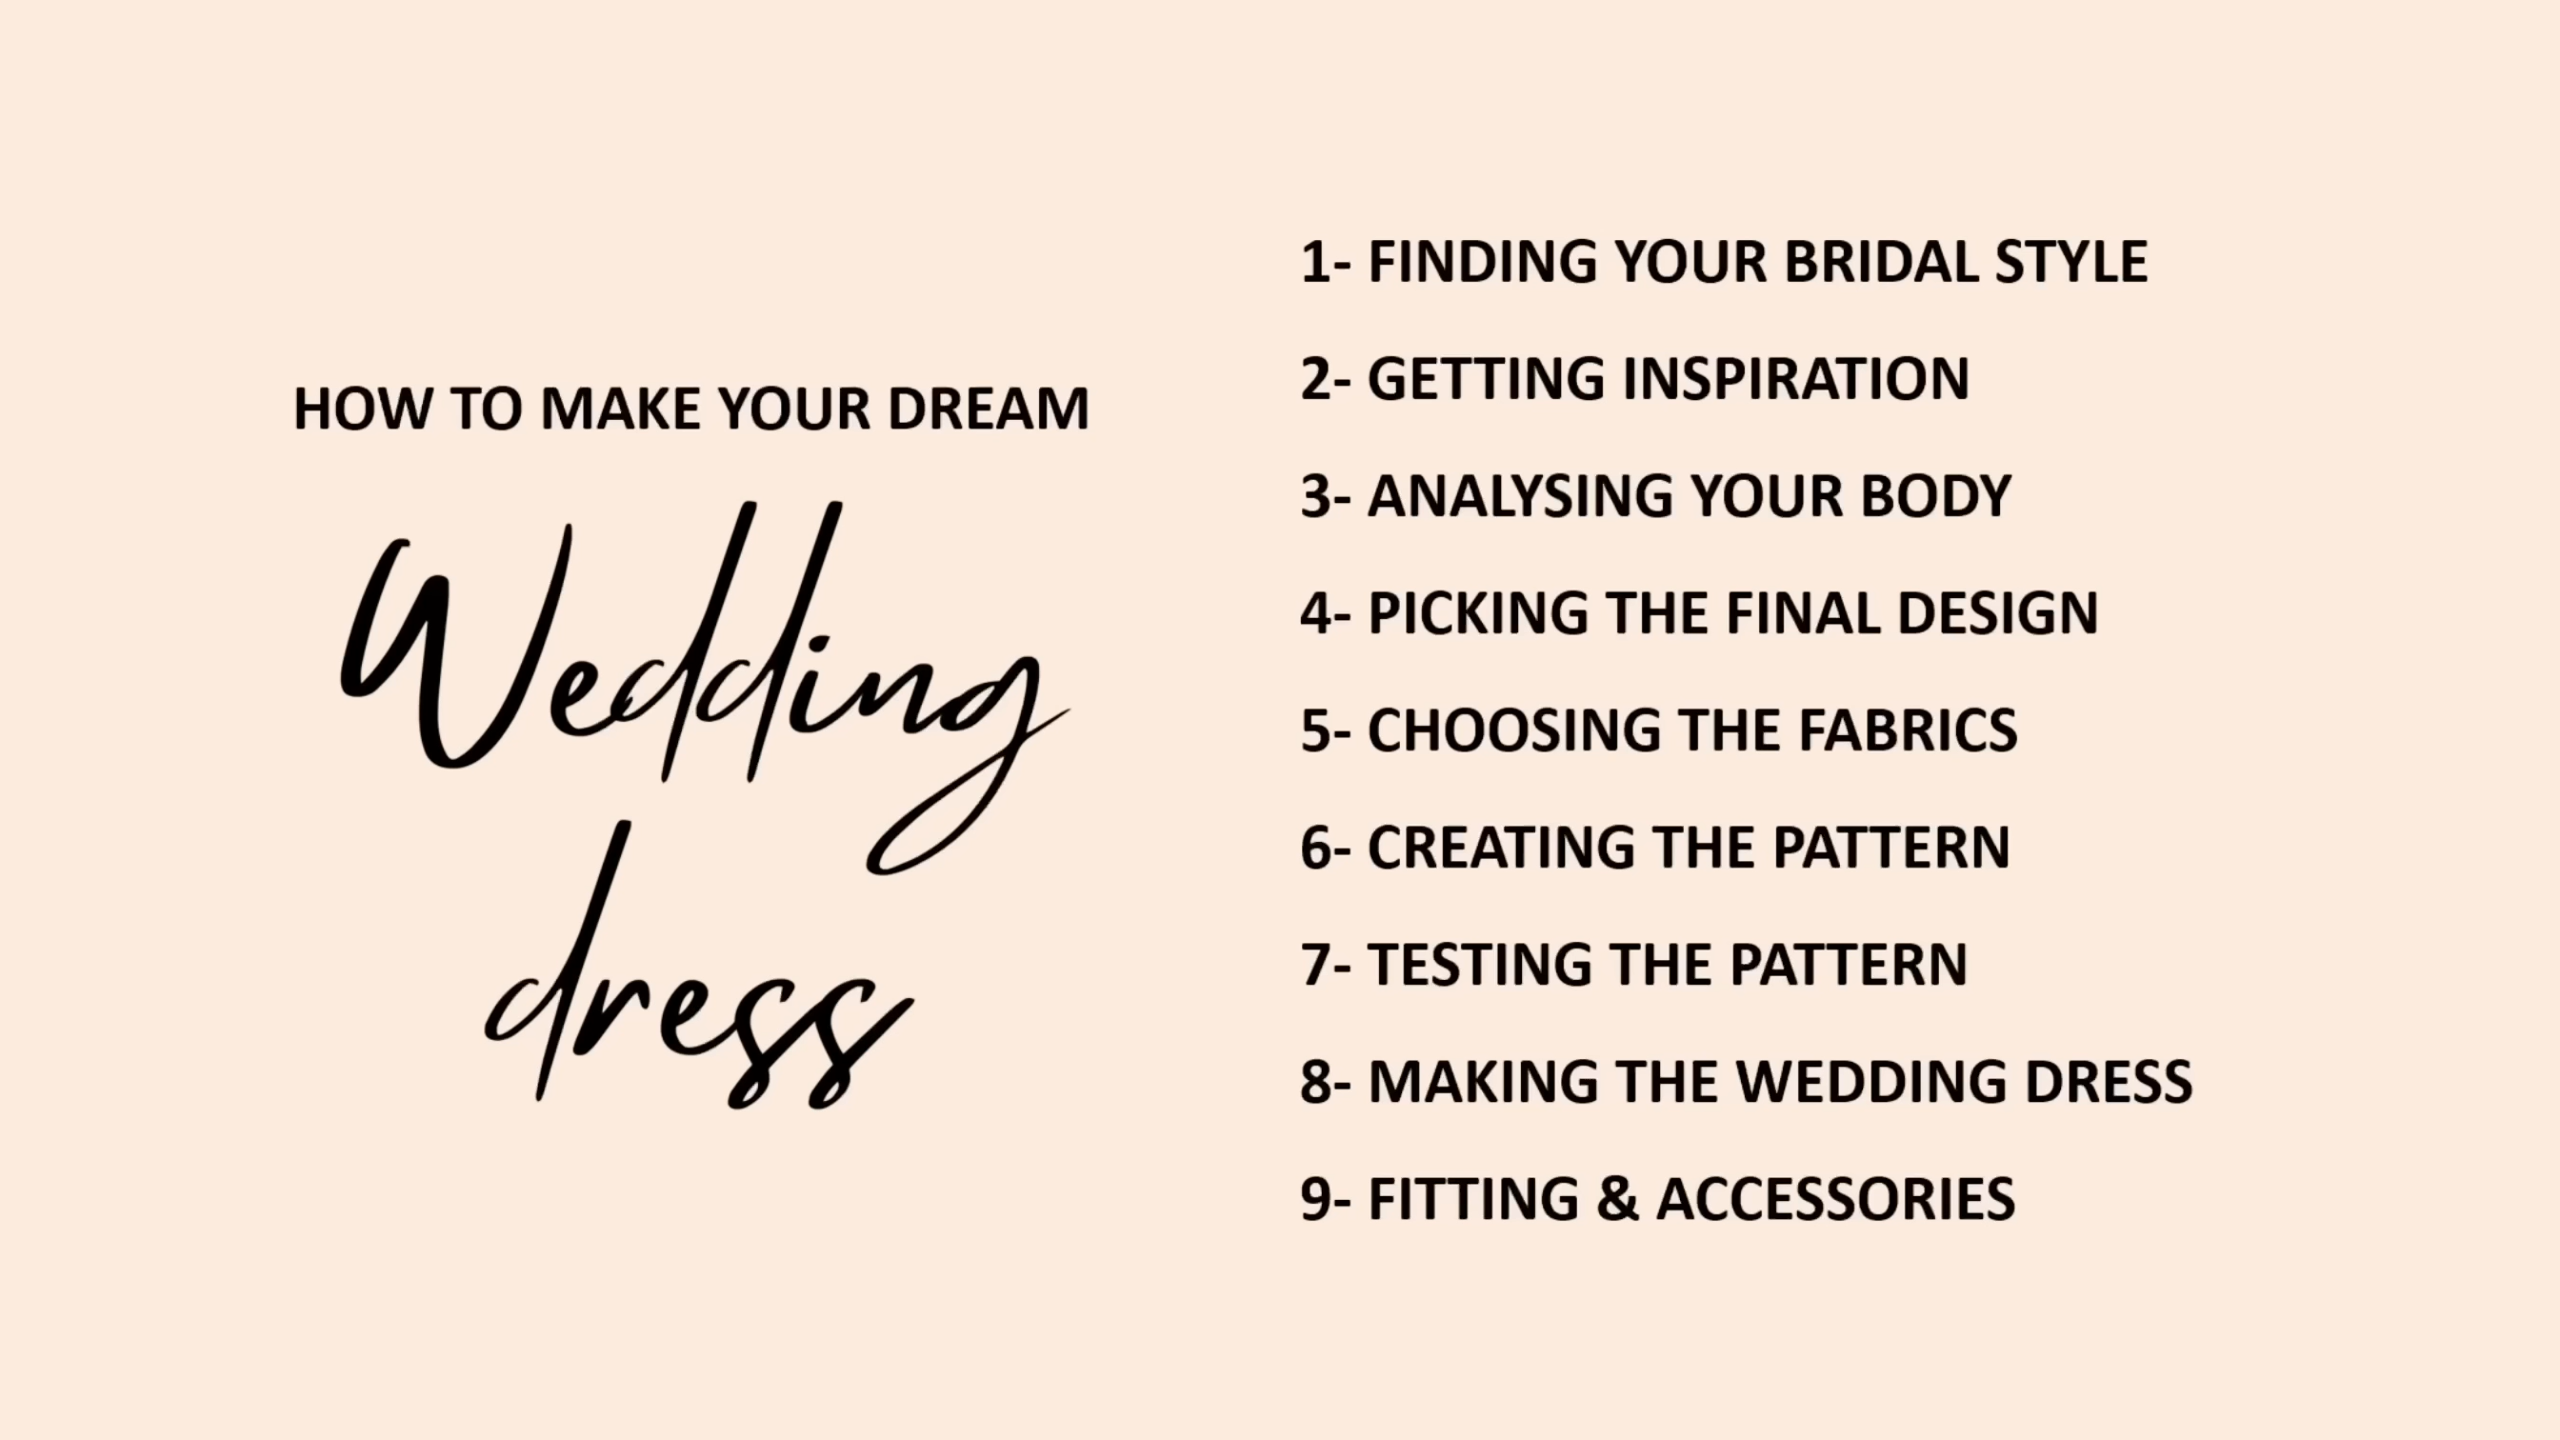 HOW TO MAKE YOUR DREAM
Wedding
dress
1- FINDING YOUR BRIDAL STYLE
2- GETTING INSPIRATION
3- ANALYSING YOUR BODY
4- PICKING THE FINAL DESIGN
5- CHOOSING THE FABRICS
6- CREATING THE PATTERN
7- TESTING THE PATTERN
8- MAKING THE WEDDING DRESS
9- FITTING & ACCESSORIES